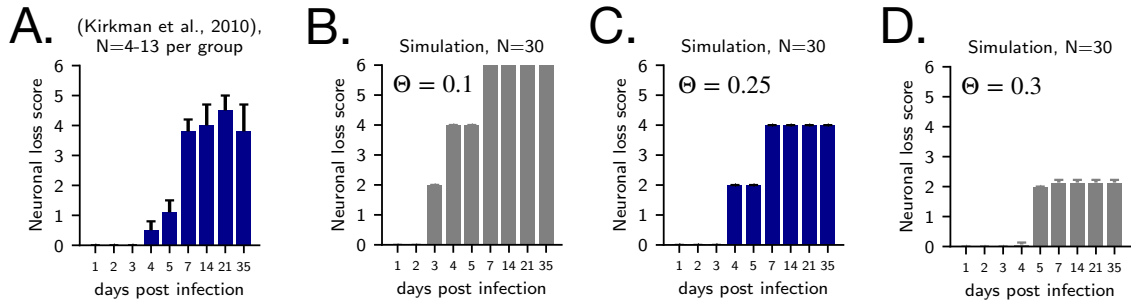 A.
(Kirkman et al., 2010),
N=4-13 per group
Neuronal loss score
6
5
4
3
2
1
0
1 2 3 4 5 7 14 21 35
days post infection
B.
Simulation, N=30
Θ = 0.1
Neuronal loss score
6
5
4
3
2
1
0
1 2 3 4 5 7 14 21 35
days post infection
C.
Simulation, N=30
Θ = 0.25
Neuronal loss score
6
5
4
3
2
1
0
1 2 3 4 5 7 14 21 35
days post infection
D.
Simulation, N=30
Θ = 0.3
Neuronal loss score
6
5
4
3
2
1
0
1 2 3 4 5 7 14 21 35
days post infection